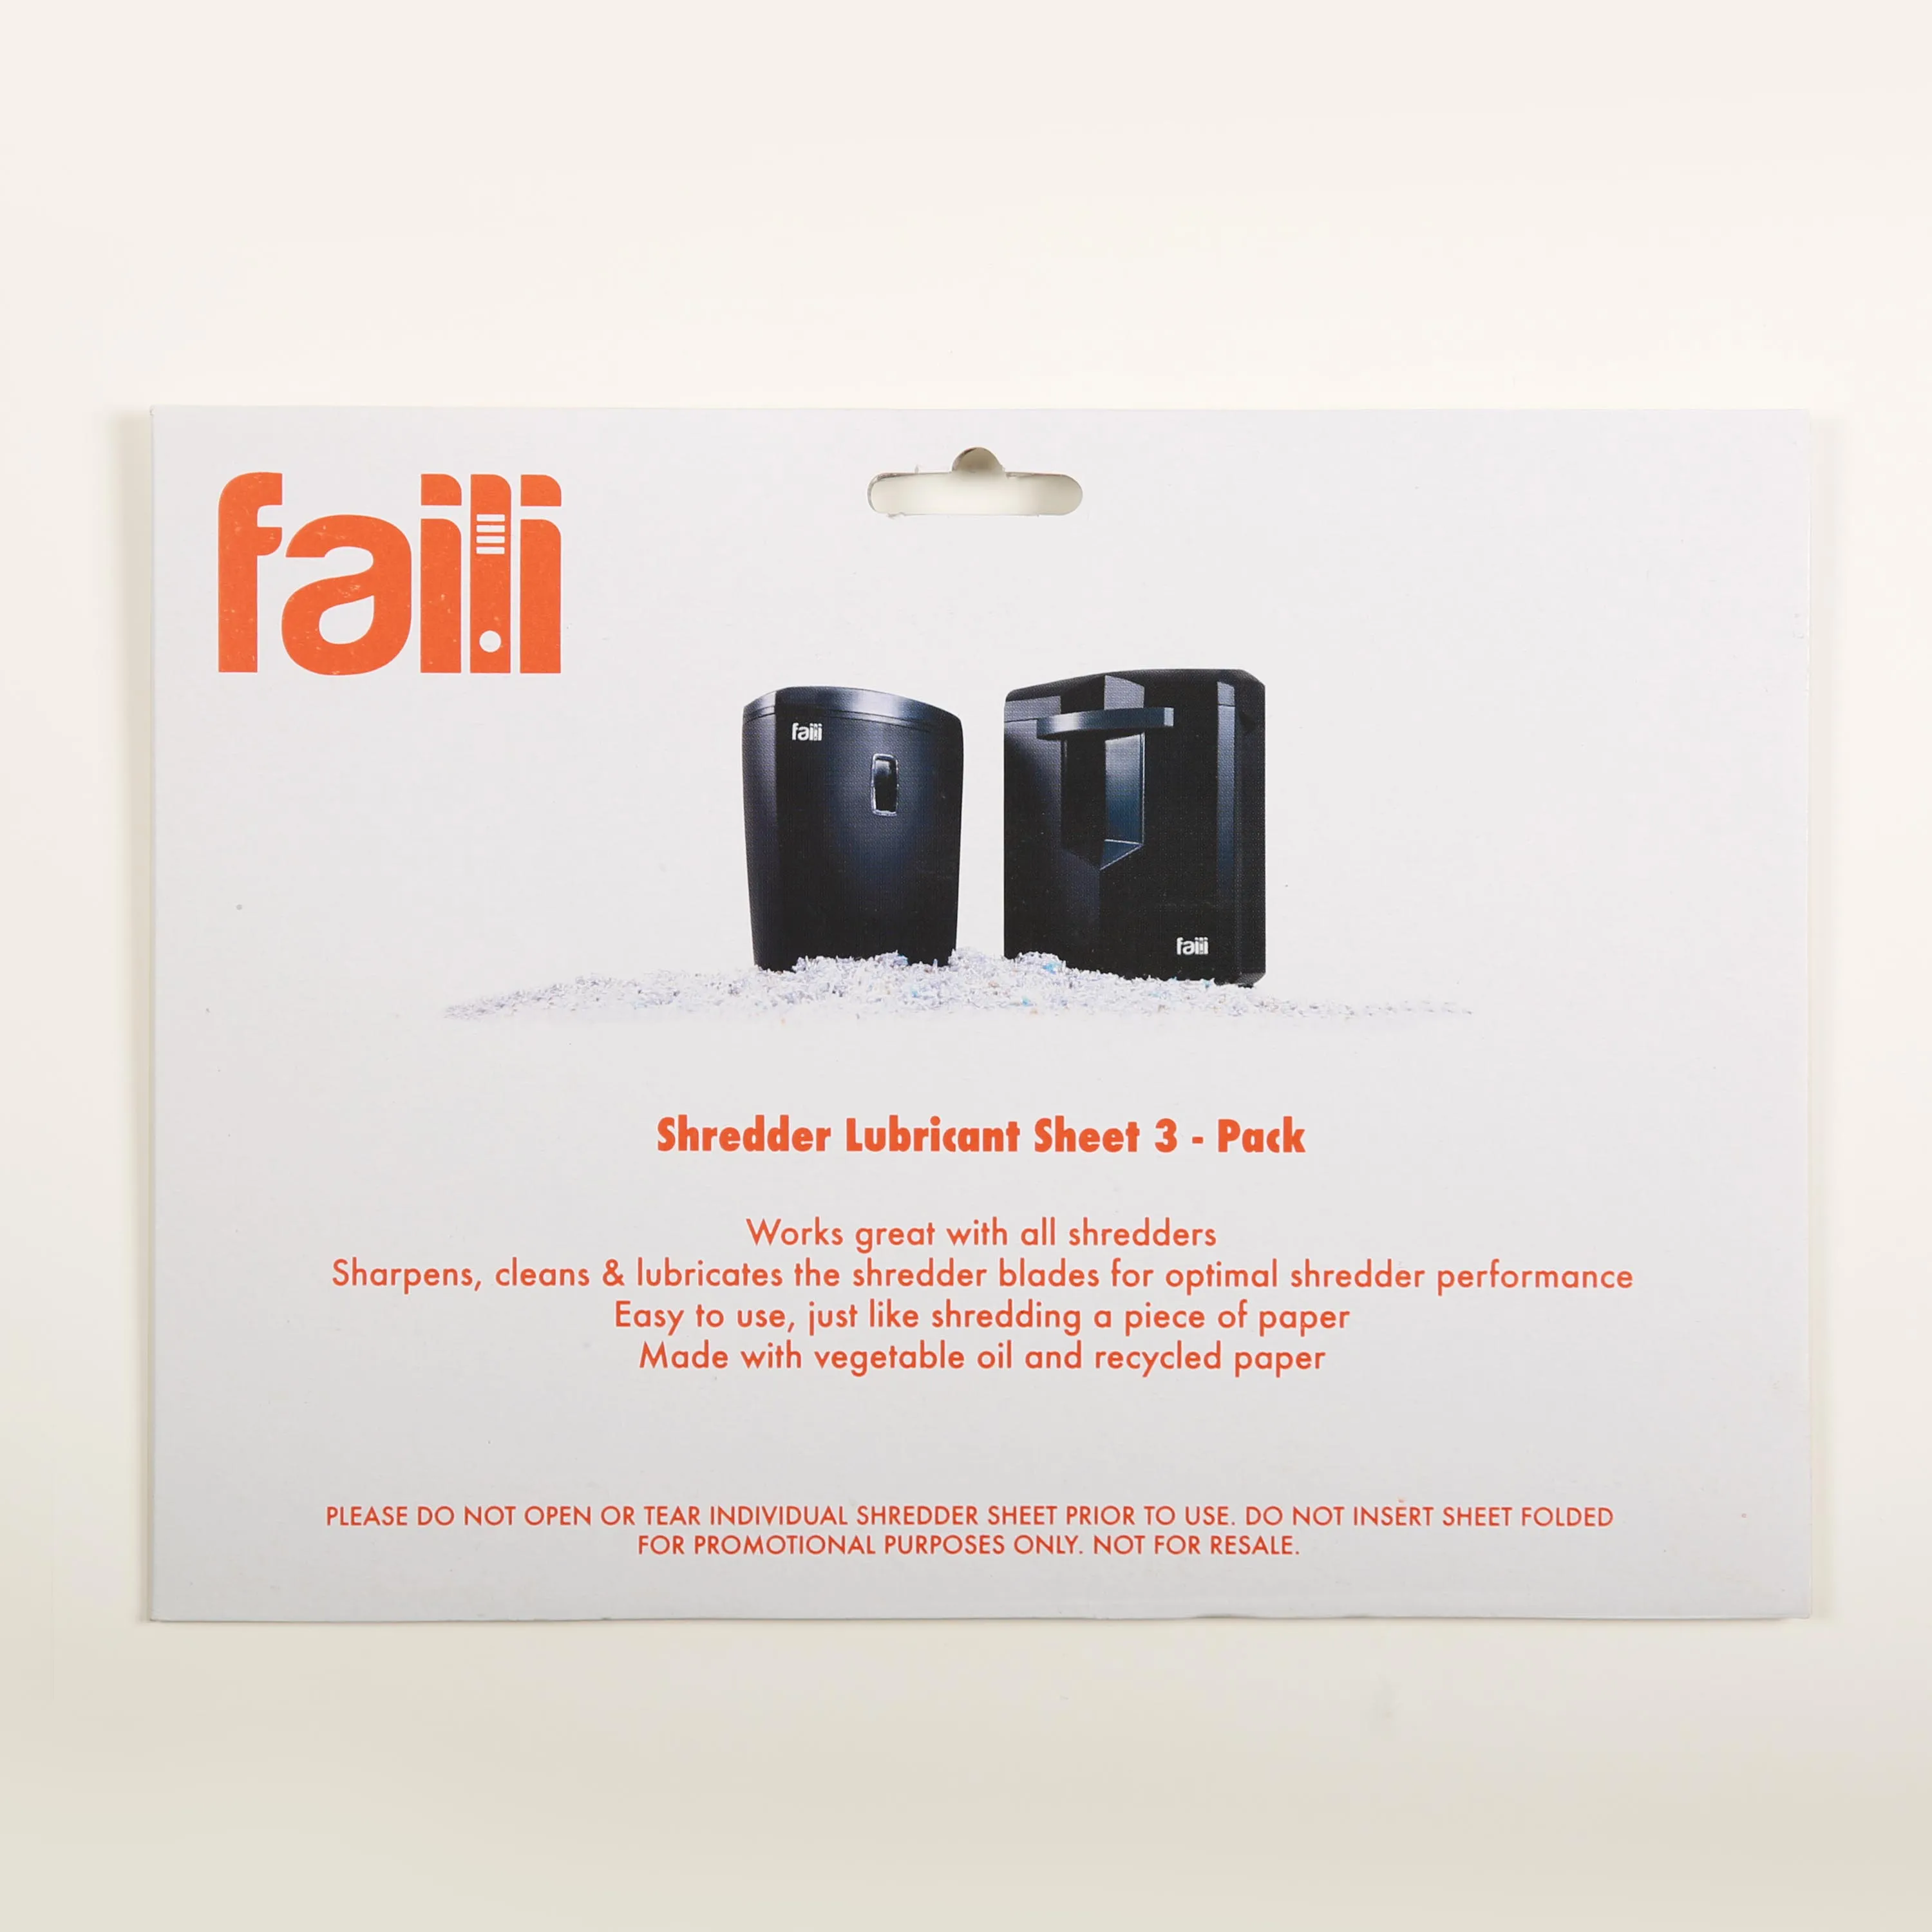 faili
faili
faili
Shredder Lubricant Sheet 3 - Pack
Works great with all shredders
Sharpens, cleans & lubricates the shredder blades for optimal shredder performance
Easy to use, just like shredding a piece of paper
Made with vegetable oil and recycled paper
PLEASE DO NOT OPEN OR TEAR INDIVIDUAL SHREDDER SHEET PRIOR TO USE. DO NOT INSERT SHEET FOLDED
FOR PROMOTIONAL PURPOSES ONLY. NOT FOR RESALE.